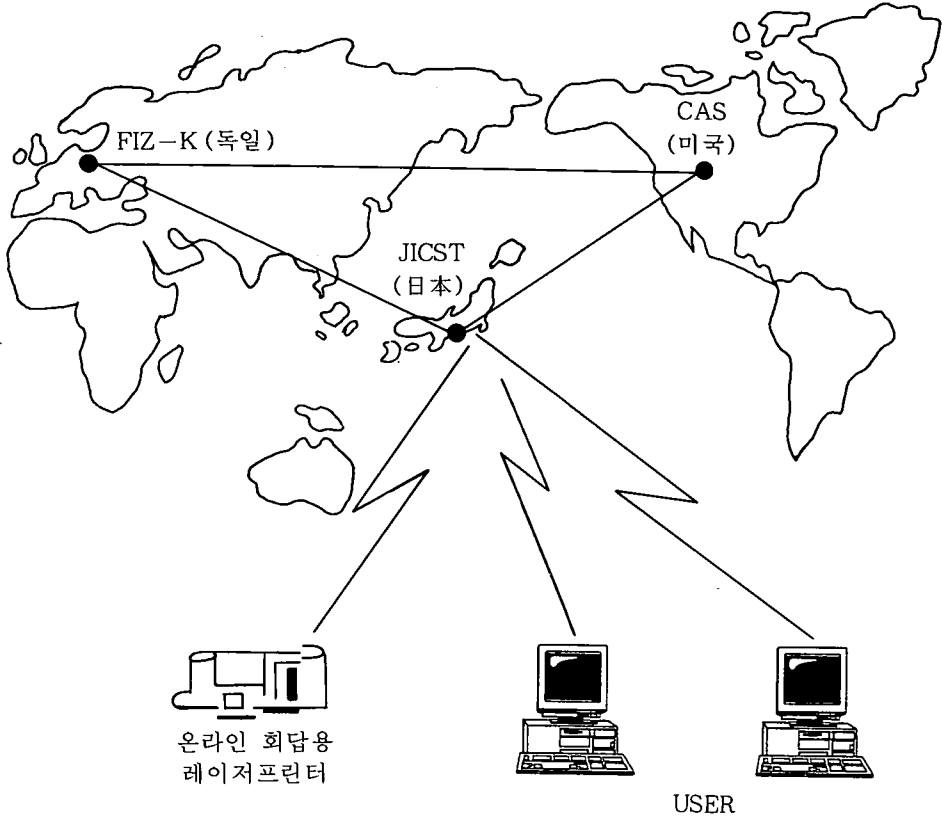 CAS
(미국)
FIZ-K (독일)
JICST
(日本)
온라인 회답용
레이저프린터
USER